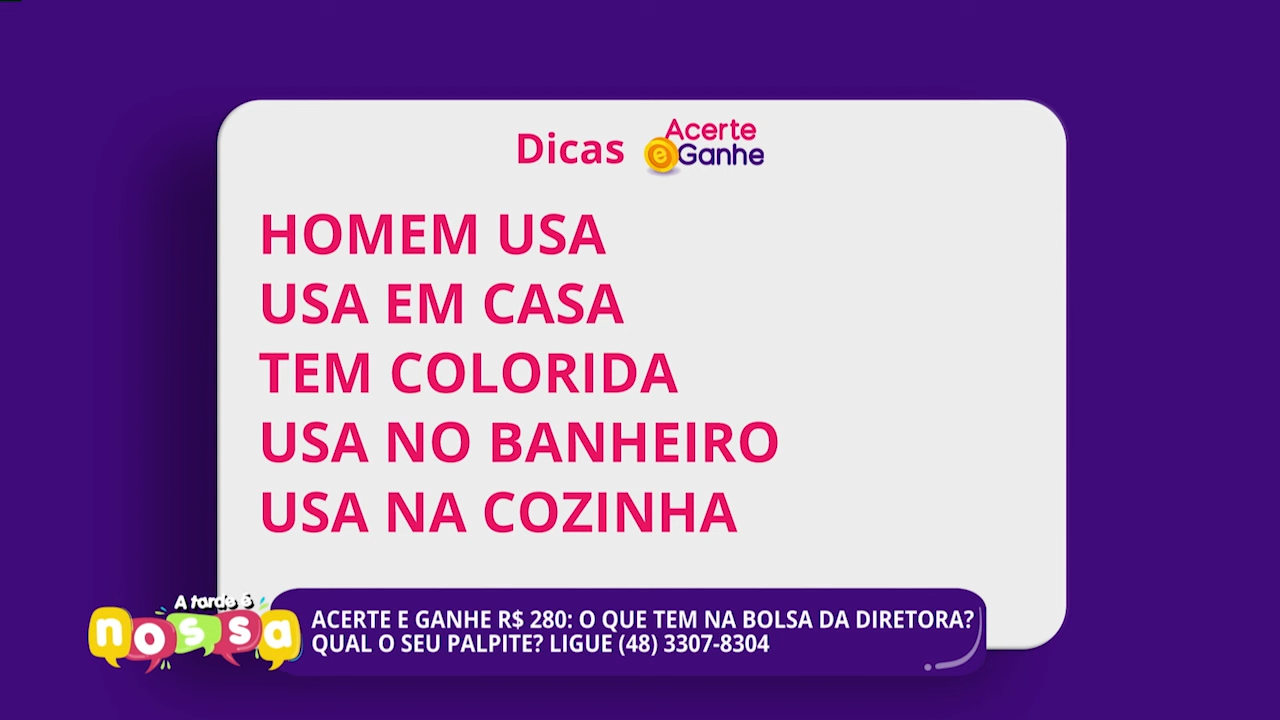 Dicas
Acerte
e Ganhe
HOMEM USA
USA EM CASA
TEM COLORIDA
USA NO BANHEIRO
USA NA COZINHA
A tarde é
nossa
ACERTE E GANHE R$ 280: O QUE TEM NA BOLSA DA DIRETORA?
QUAL O SEU PALPITE? LIGUE (48) 3307-8304